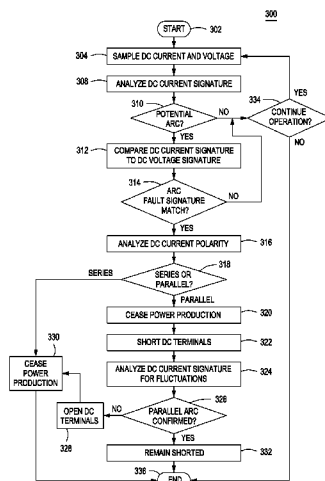 300
START
302
304
SAMPLE DC CURRENT AND VOLTAGE
308
ANALYZE DC CURRENT SIGNATURE
310
POTENTIAL
ARC?
NO
YES
334
CONTINUE
OPERATION?
YES
NO
312
COMPARE DC CURRENT SIGNATURE
TO DC VOLTAGE SIGNATURE
314
ARC
FAULT SIGNATURE
MATCH?
NO
YES
ANALYZE DC CURRENT POLARITY
316
318
SERIES OR
PARALLEL?
SERIES
PARALLEL
CEASE POWER PRODUCTION
320
SHORT DC TERMINALS
322
ANALYZE DC CURRENT SIGNATURE
FOR FLUCTUATIONS
324
326
PARALLEL ARC
CONFIRMED?
NO
YES
330
CEASE
POWER
PRODUCTION
OPEN DC
TERMINALS
328
REMAIN SHORTED
332
336
END